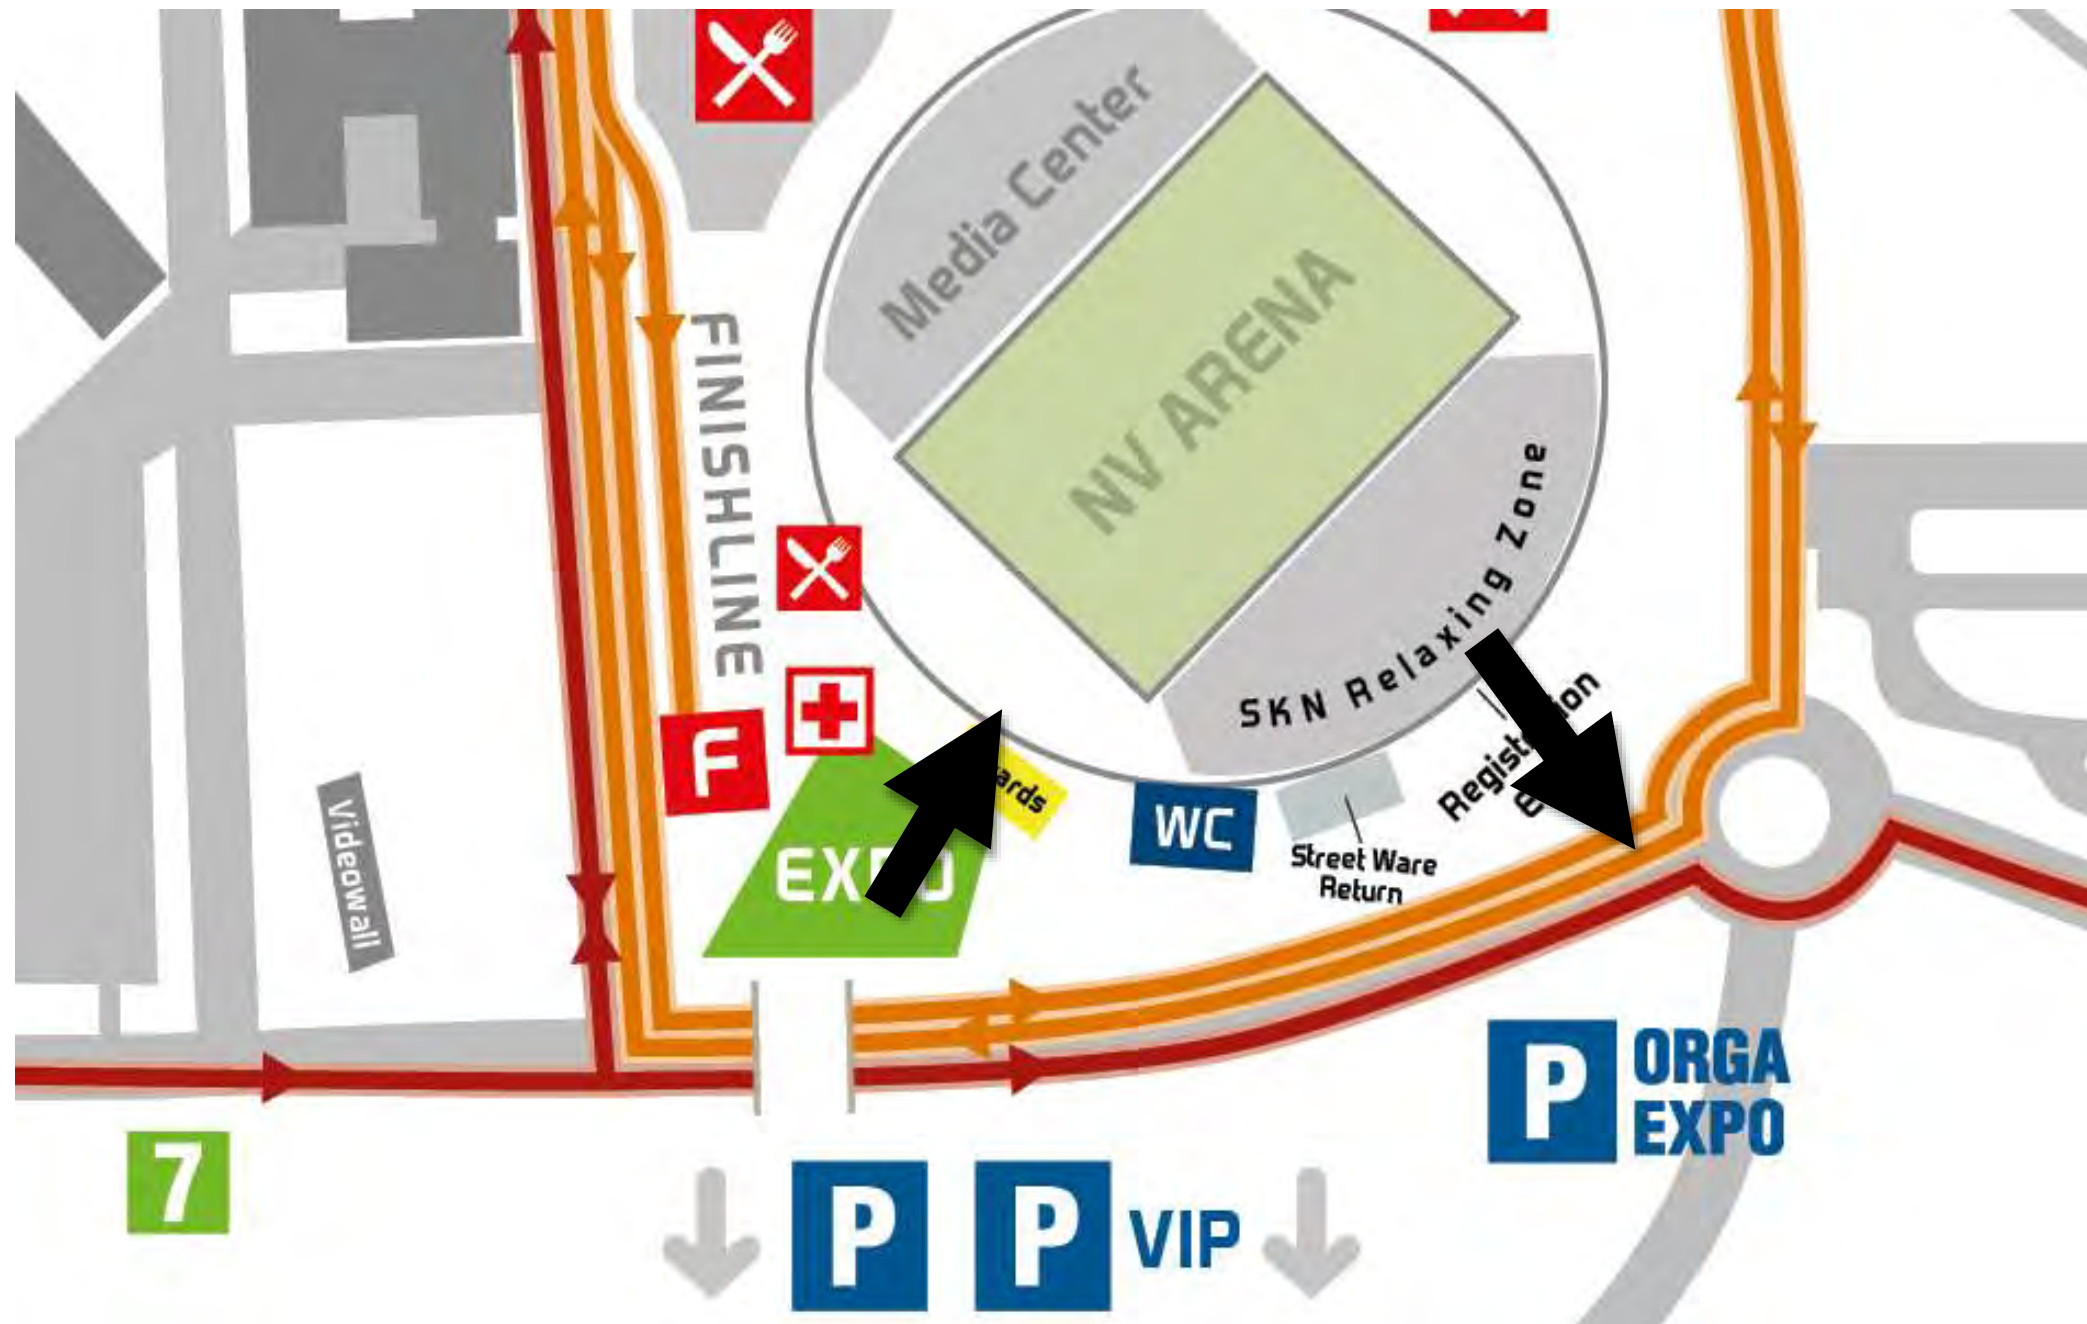 Media Center
NV ARENA
FINISHLINE
SKN Relaxing Zone
F
EXPO
WC
Street Ware
Return
Videowall
7
P
ORGA
EXPO
P
P
VIP